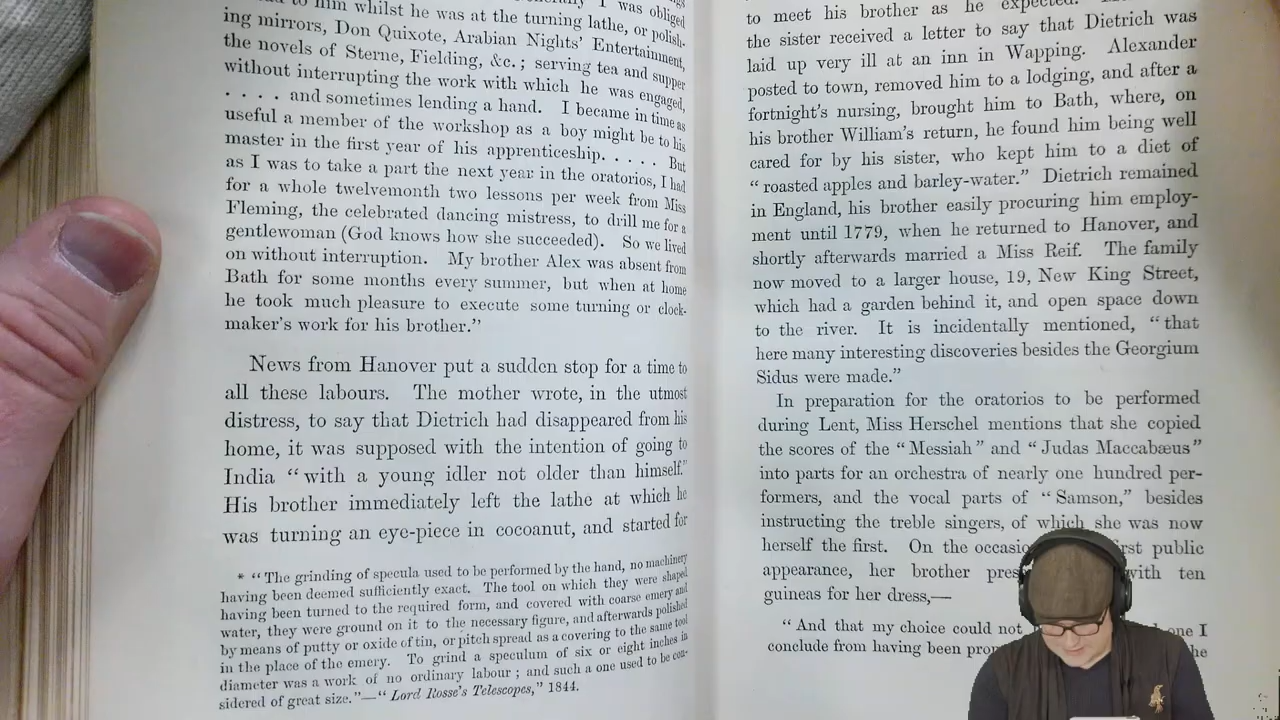 to him whilst he was at the turning lathe, or polish-
ing mirrors, Don Quixote, Arabian Nights' Entertainment,
the novels of Sterne, Fielding, &c.; serving tea and supper
without interrupting the work with which he was engaged,
. . . . and sometimes lending a hand. I became in time as
useful a member of the workshop as a boy might be to his
master in the first year of his apprenticeship. . . . . But
as I was to take a part the next year in the oratorios, I had
for a whole twelvemonth two lessons per week from Miss
Fleming, the celebrated dancing mistress, to drill me for a
gentlewoman (God knows how she succeeded). So we lived
on without interruption. My brother Alex was absent from
Bath for some months every summer, but when at home
he took much pleasure to execute some turning or clock-
maker's work for his brother."
News from Hanover put a sudden stop for a time to
all these labours. The mother wrote, in the utmost
distress, to say that Dietrich had disappeared from his
home, it was supposed with the intention of going to
India "with a young idler not older than himself."
His brother immediately left the lathe at which he
was turning an eye-piece in cocoanut, and started for
* "The grinding of specula used to be performed by the hand, no machinery
having been deemed sufficiently exact. The tool on which they were shaped
having been turned to the required form, and covered with coarse emery and
water, they were ground on it to the necessary figure, and afterwards polished
by means of putty or oxide of tin, or pitch spread as a covering to the same tool
in the place of the emery. To grind a speculum of six or eight inches in
diameter was a work of no ordinary labour; and such a one used to be con-
sidered of great size."—"Lord Rosse's Telescopes," 1844.
to meet his brother as he expected.
the sister received a letter to say that Dietrich was
laid up very ill at an inn in Wapping. Alexander
posted to town, removed him to a lodging, and after a
fortnight's nursing, brought him to Bath, where, on
his brother William's return, he found him being well
cared for by his sister, who kept him to a diet of
"roasted apples and barley-water." Dietrich remained
in England, his brother easily procuring him employ-
ment until 1779, when he returned to Hanover, and
shortly afterwards married a Miss Reif. The family
now moved to a larger house, 19, New King Street,
which had a garden behind it, and open space down
to the river. It is incidentally mentioned, "that
here many interesting discoveries besides the Georgium
Sidus were made."
In preparation for the oratorios to be performed
during Lent, Miss Herschel mentions that she copied
the scores of the "Messiah" and "Judas Maccabæus"
into parts for an orchestra of nearly one hundred per-
formers, and the vocal parts of "Samson," besides
instructing the treble singers, of which she was now
herself the first. On the public
appearance, her brother with ten
guineas for her dress,—
"And that my choice could not one I
conclude from having been